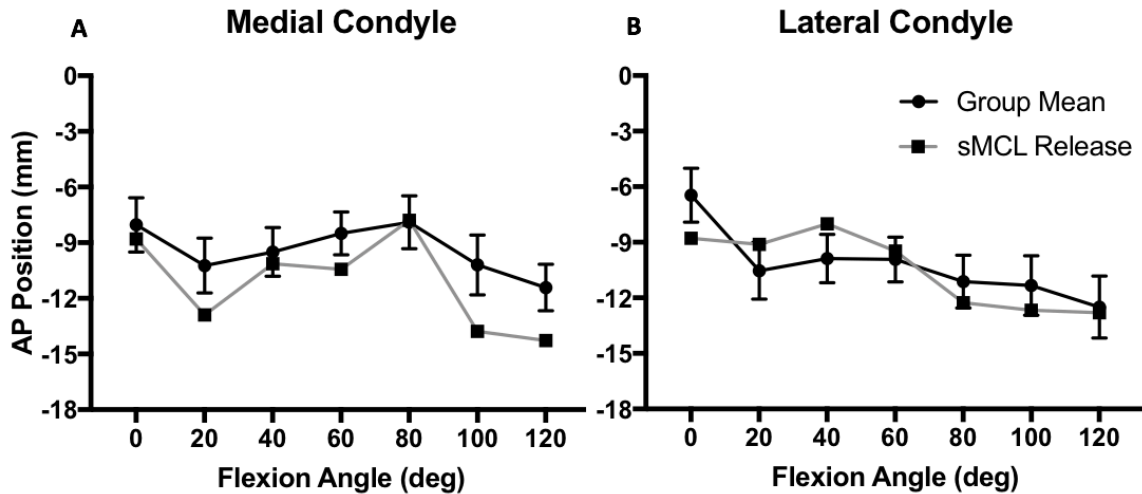 A
Medial Condyle
AP Position (mm)
0
-3
-6
-9
-12
-15
-18
0 20 40 60 80 100 120
Flexion Angle (deg)
B
Lateral Condyle
Group Mean
sMCL Release
0
-3
-6
-9
-12
-15
-18
0 20 40 60 80 100 120
Flexion Angle (deg)